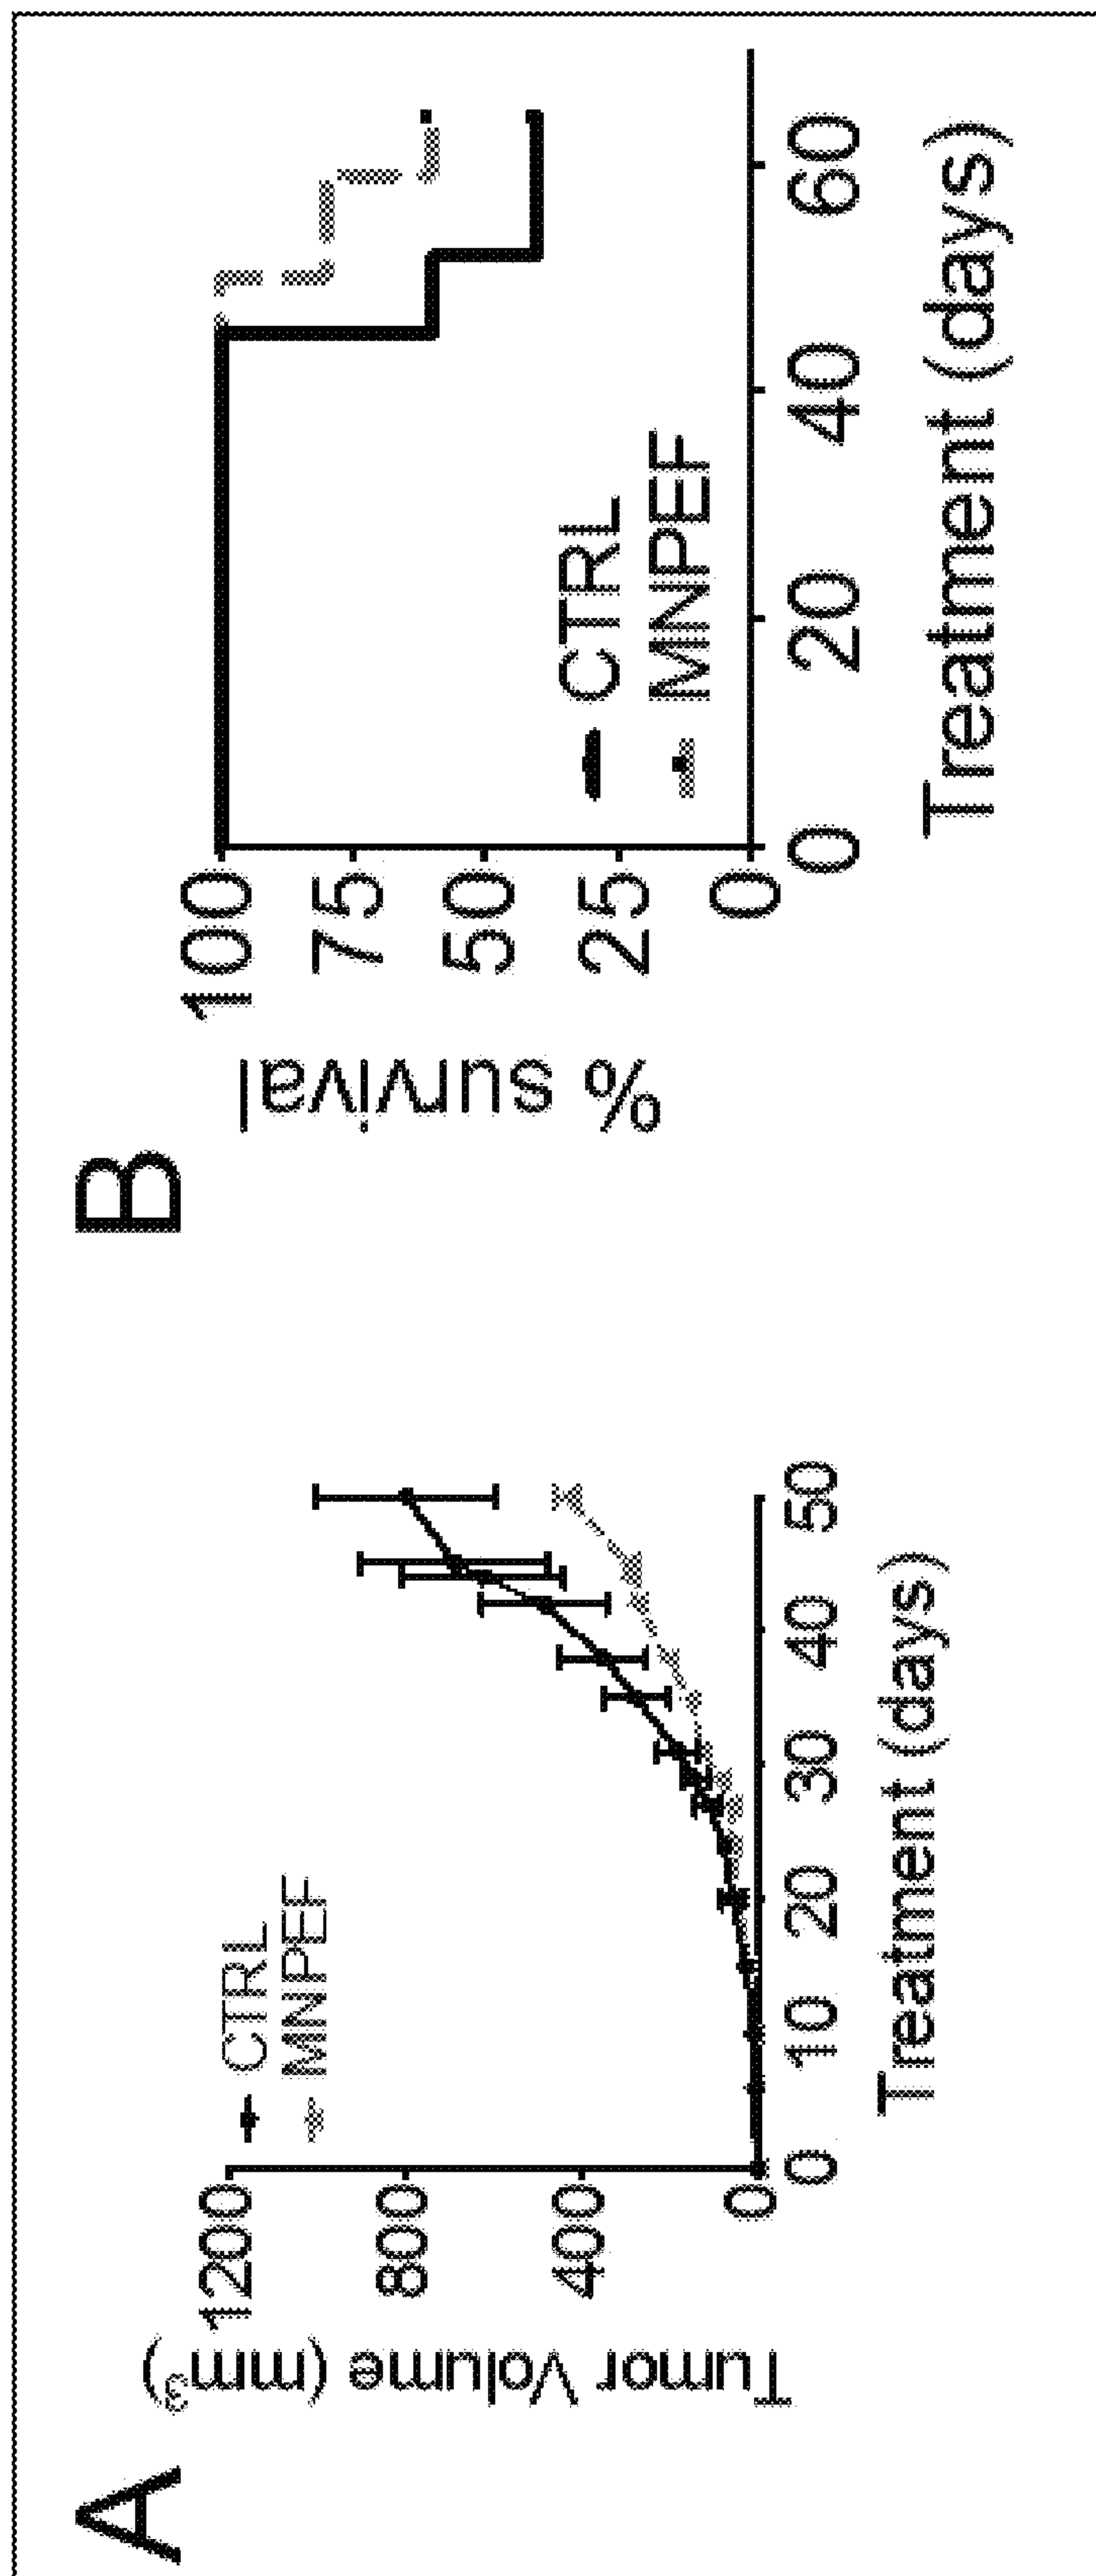 A
Tumor Volume (mm³)
1200
800
400
0
CTRL
MNPEF
0 10 20 30 40 50
Treatment (days)
B
% survival
100
75
50
25
0
CTRL
MNPEF
0 20 40 60
Treatment (days)